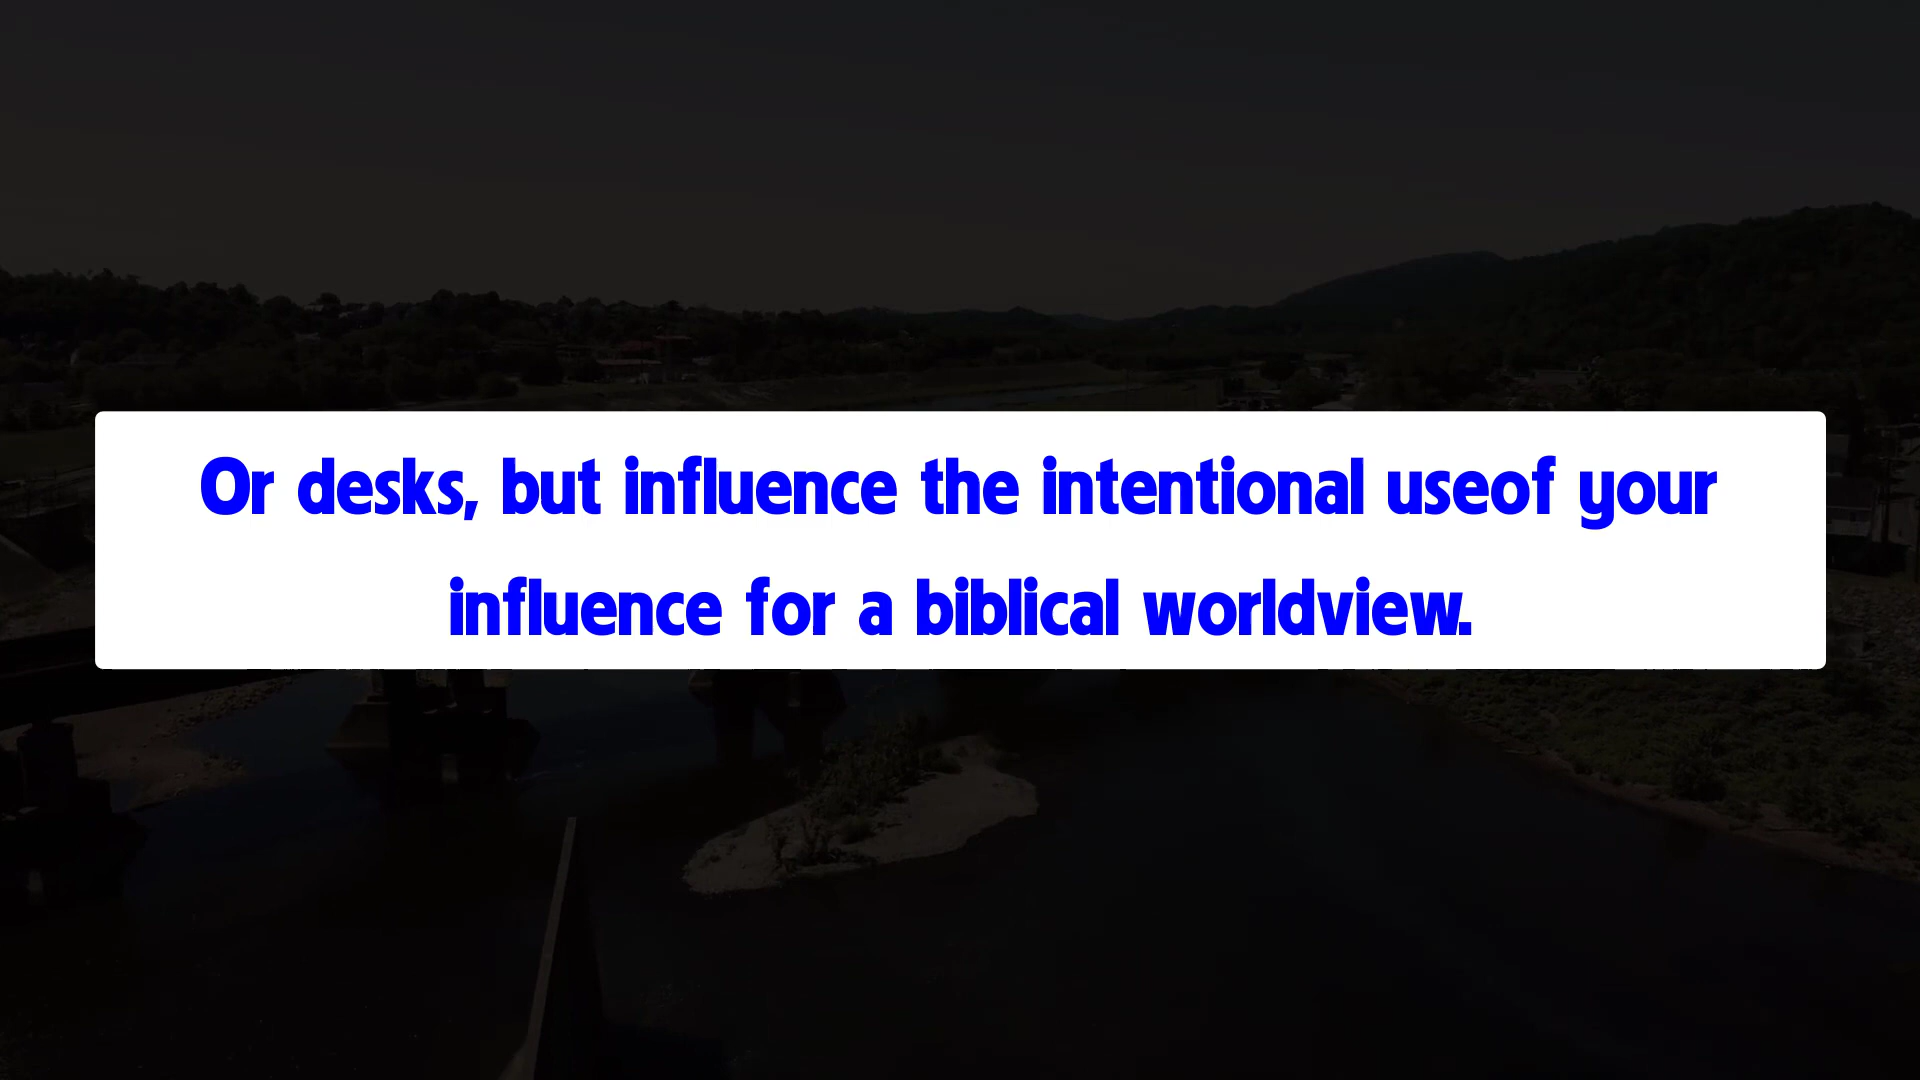 Or desks, but influence the intentional useof your
influence for a biblical worldview.